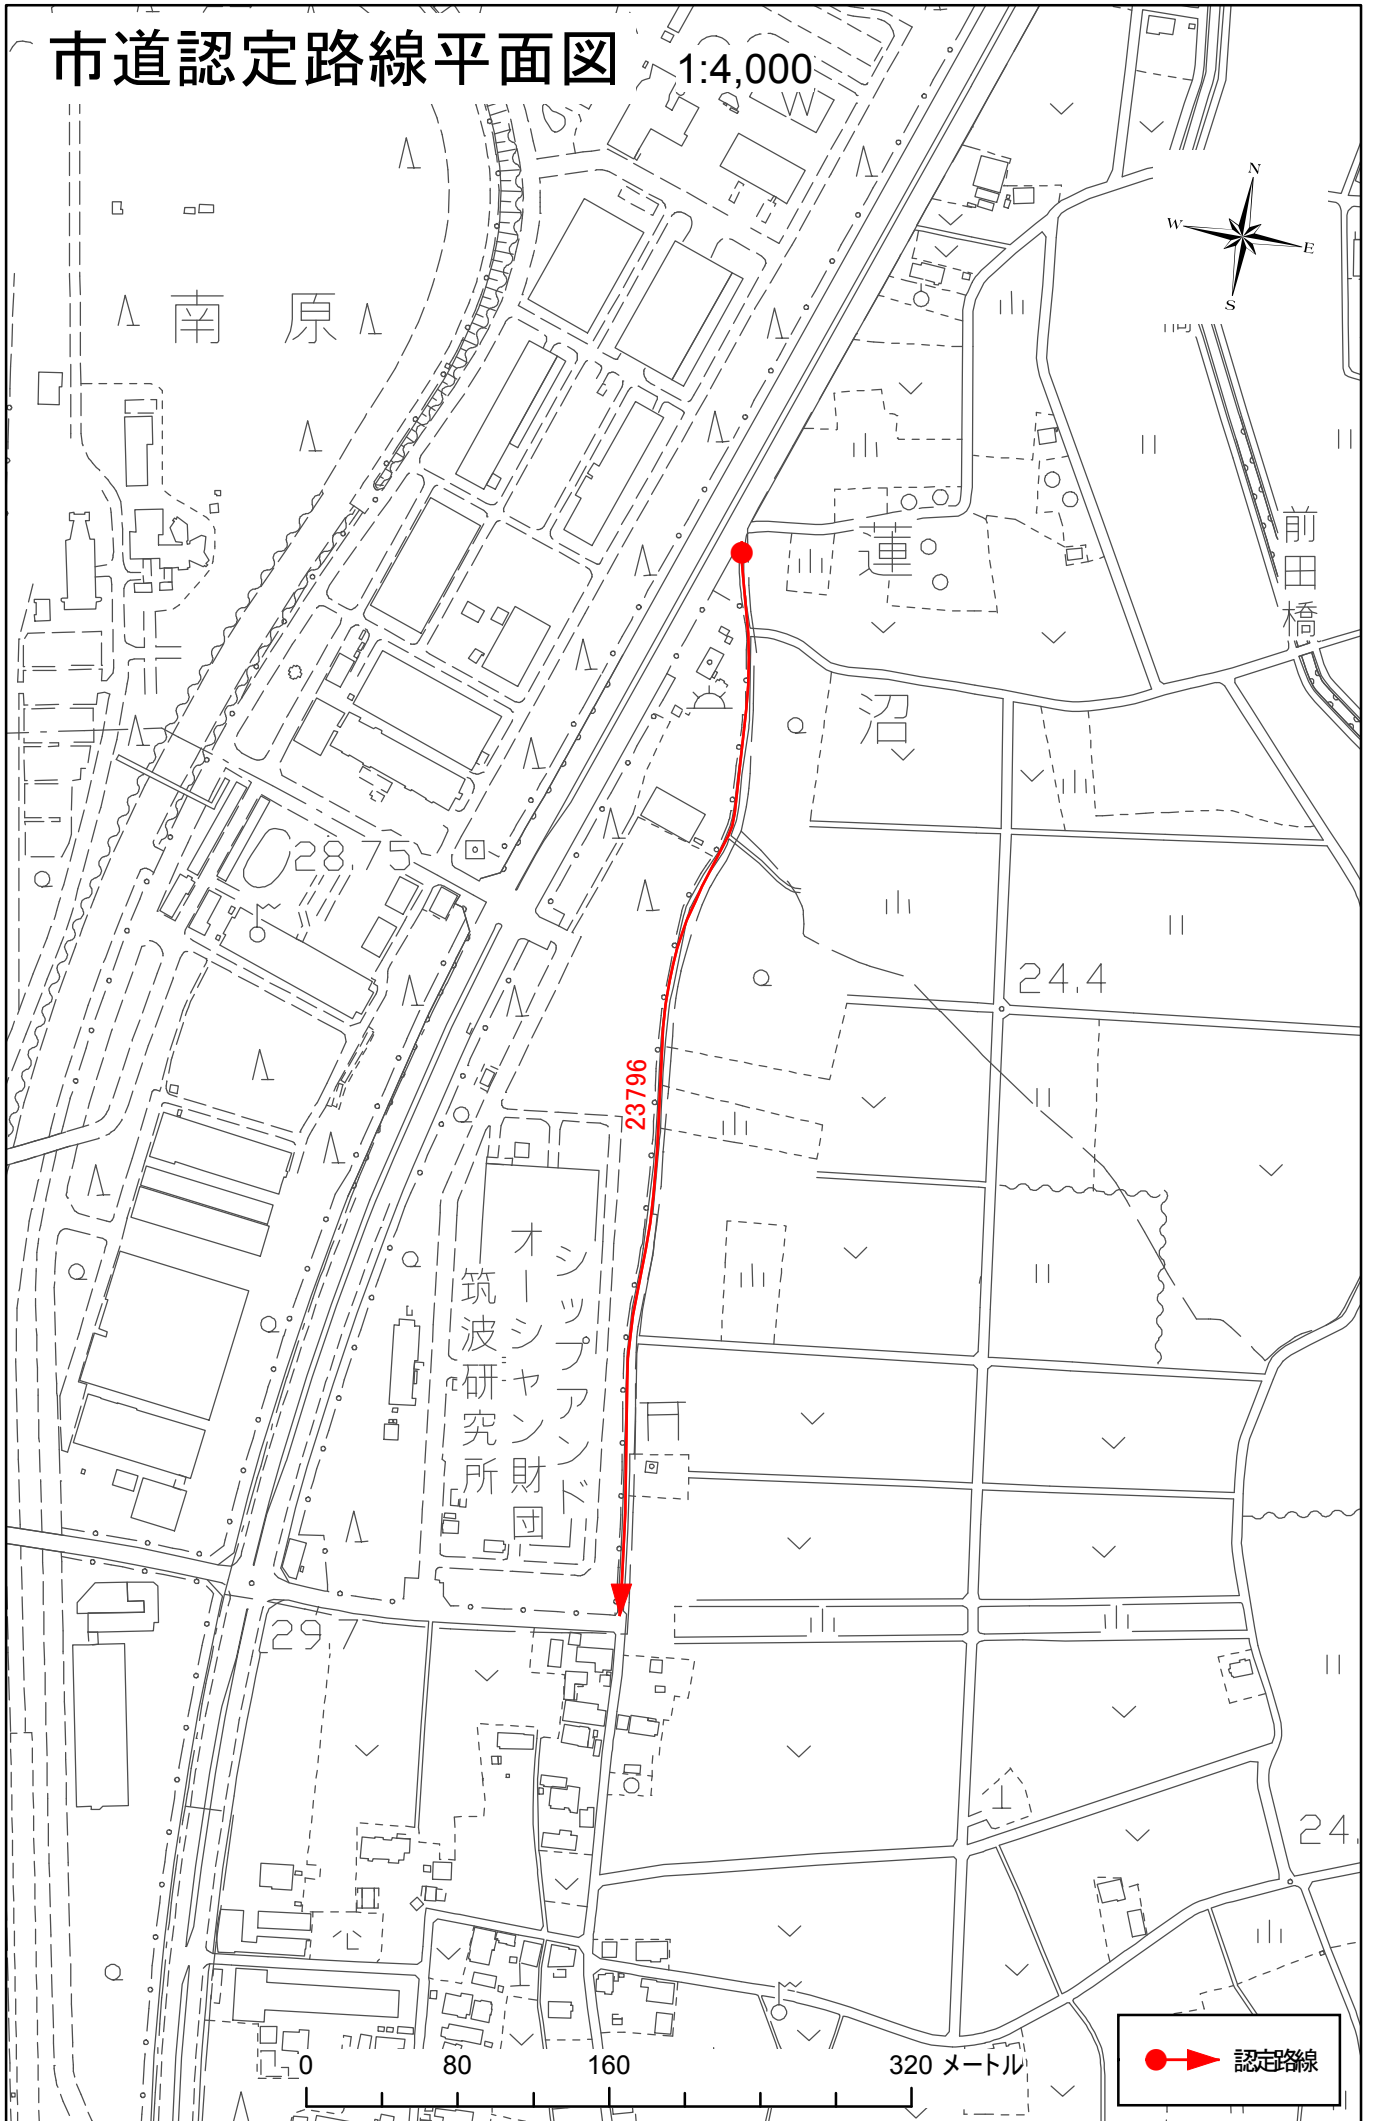 市道認定路線平面図 1:4,000
N
W
E
S
南原
蓮沼
前田橋
28.75
24.4
23796
シップアンド
オーシャン財団
筑波研究所
29.7
24.
0 80 160 320 メートル
認定路線